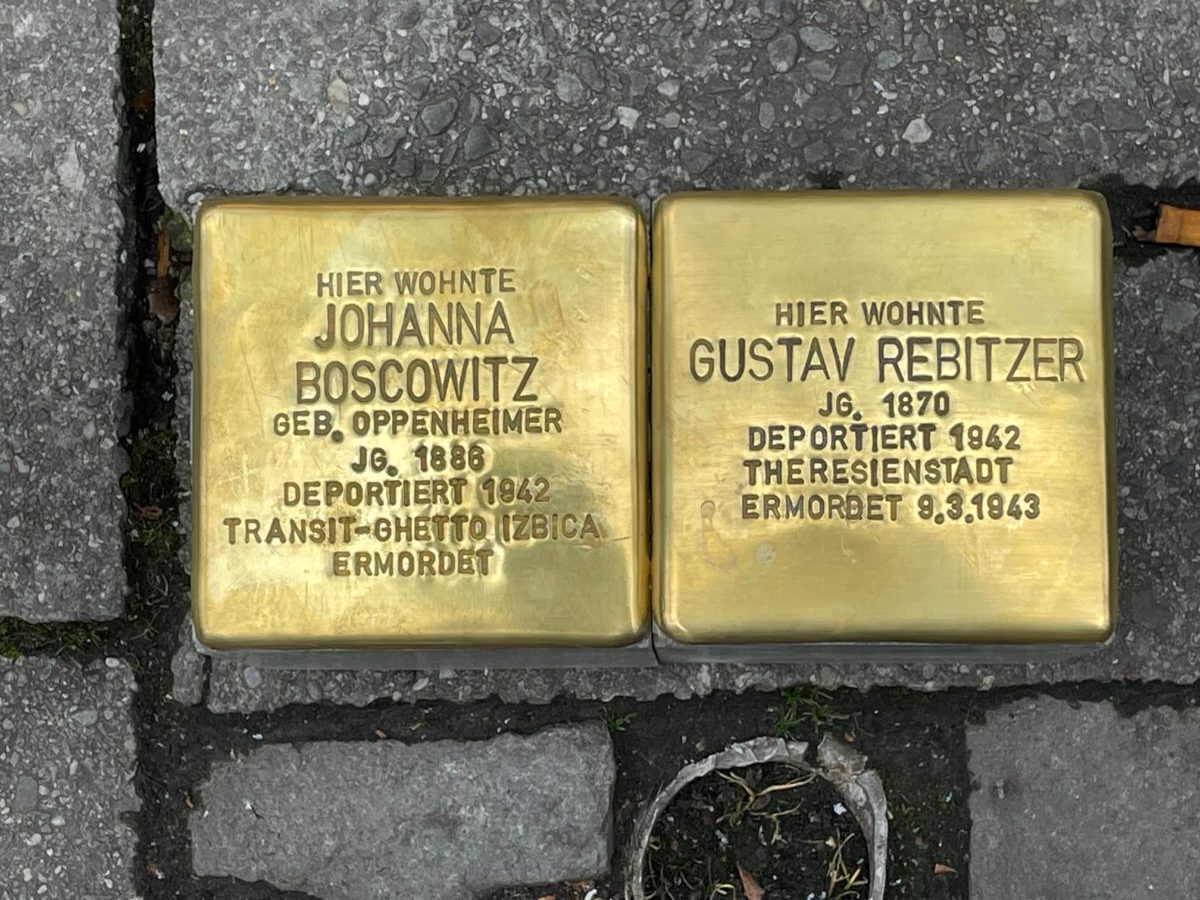 HIER WOHNTE
JOHANNA
BOSCOWITZ
GEB. OPPENHEIMER
JG. 1886
DEPORTIERT 1942
TRANSIT-GHETTO IZBICA
ERMORDET
HIER WOHNTE
GUSTAV REBITZER
JG. 1870
DEPORTIERT 1942
THERESIENSTADT
ERMORDET 9.3.1943